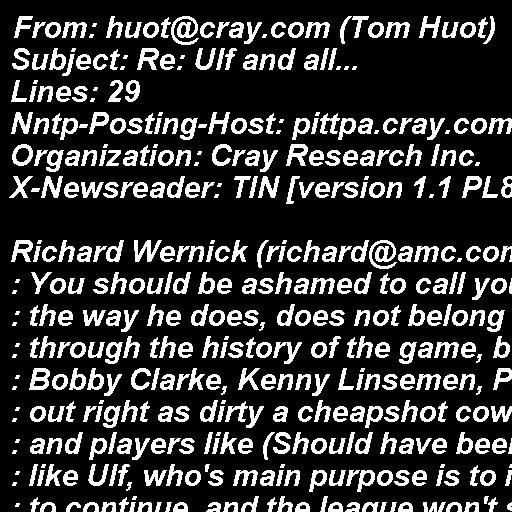 From: huot@cray.com (Tom Huot)
Subject: Re: Ulf and all...
Lines: 29
Nntp-Posting-Host: pittpa.cray.com
Organization: Cray Research Inc.
X-Newsreader: TIN [version 1.1 PL8

Richard Wernick (richard@amc.com
: You should be ashamed to call you
: the way he does, does not belong
: through the history of the game, b
: Bobby Clarke, Kenny Linsemen, P
: out right as dirty a cheapshot cow
: and players like (Should have been
: like Ulf, who's main purpose is to i
: to continue, and the league won't s